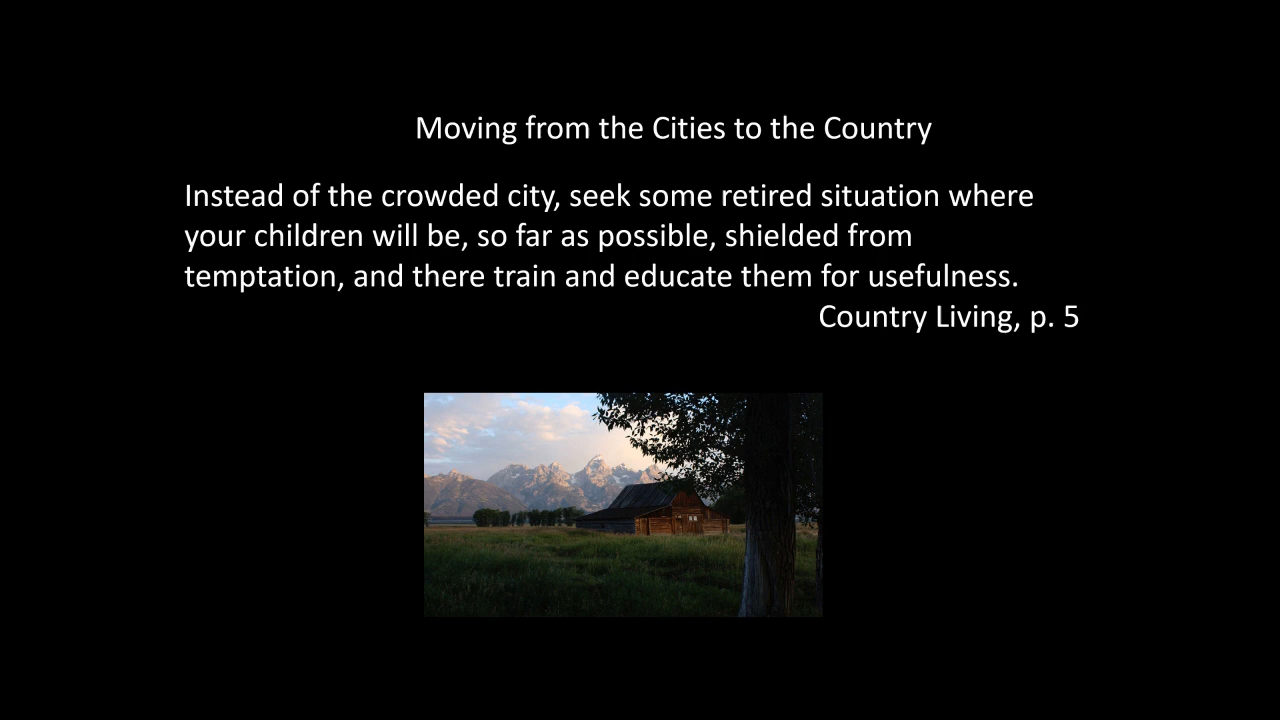 Moving from the Cities to the Country
Instead of the crowded city, seek some retired situation where
your children will be, so far as possible, shielded from
temptation, and there train and educate them for usefulness.
Country Living, p. 5